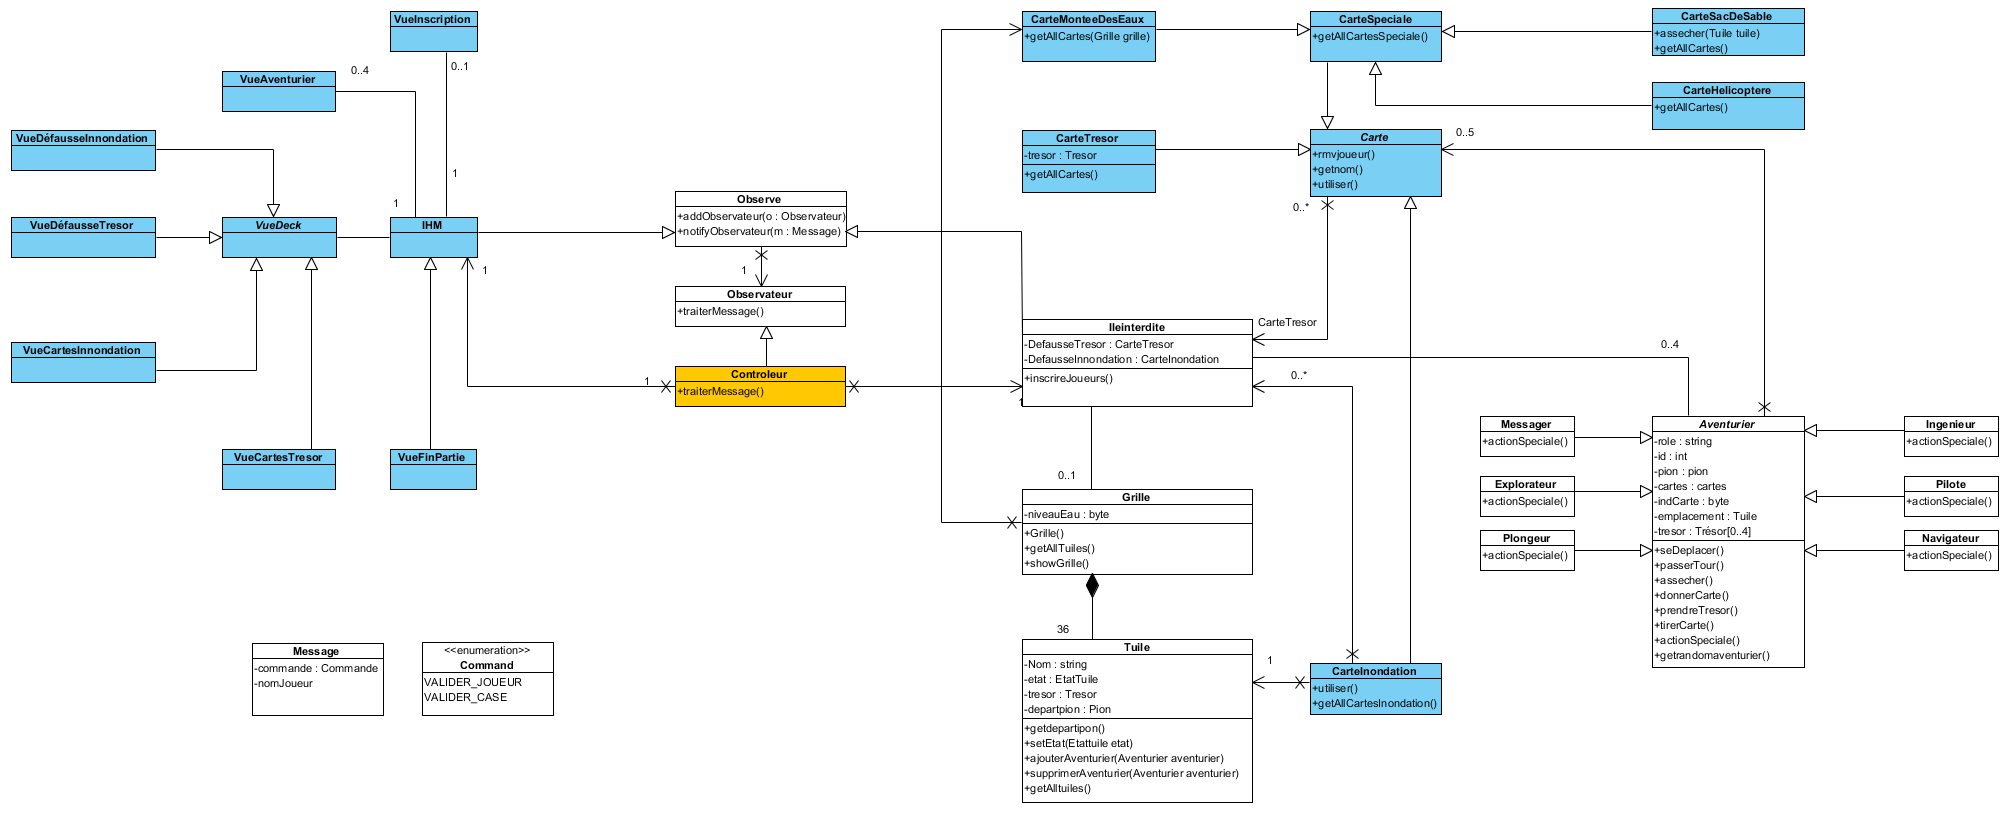 VueInscription
0..1
VueAventurier
0..4
VueDéfausseInnondation
1
1
VueDéfausseTresor
VueDeck
IHM
1
VueCartesInnondation
VueCartesTresor
VueFinPartie
Observe
+addObservateur(o : Observateur)
+notifyObservateur(m : Message)
1
Observateur
+traiterMessage()
1
Controleur
+traiterMessage()
CarteMonteeDesEaux
+getAllCartes(Grille grille)
CarteSpeciale
+getAllCartesSpeciale()
CarteSacDeSable
+assecher(Tuile tuile)
+getAllCartes()
CarteHelicoptere
+getAllCartes()
CarteTresor
-tresor : Tresor
+getAllCartes()
Carte
+rmvjoueur()
+getnom()
+utiliser()
0..5
0..*
CarteTresor
IleInterdite
-DefausseTresor : CarteTresor
-DefausseInnondation : CarteInondation
+inscrireJoueurs()
1
0..*
0..4
0..1
Grille
-niveauEau : byte
+Grille()
+getAllTuiles()
+showGrille()
36
Tuile
-Nom : string
-etat : EtatTuile
-tresor : Tresor
-departpion : Pion
+getdepartipon()
+setEtat(Etattuile etat)
+ajouterAventurier(Aventurier aventurier)
+supprimerAventurier(Aventurier aventurier)
+getAlltuiles()
1
CarteInondation
+utiliser()
+getAllCartesInondation()
Messager
+actionSpeciale()
Explorateur
+actionSpeciale()
Plongeur
+actionSpeciale()
Aventurier
-role : string
-id : int
-pion : pion
-cartes : cartes
-indCarte : byte
-emplacement : Tuile
-tresor : Trésor[0..4]
+seDeplacer()
+passerTour()
+assecher()
+donnerCarte()
+prendreTresor()
+tirerCarte()
+actionSpeciale()
+getrandomaventurier()
Ingenieur
+actionSpeciale()
Pilote
+actionSpeciale()
Navigateur
+actionSpeciale()
Message
-commande : Commande
-nomJoueur
<<enumeration>>
Command
VALIDER_JOUEUR
VALIDER_CASE